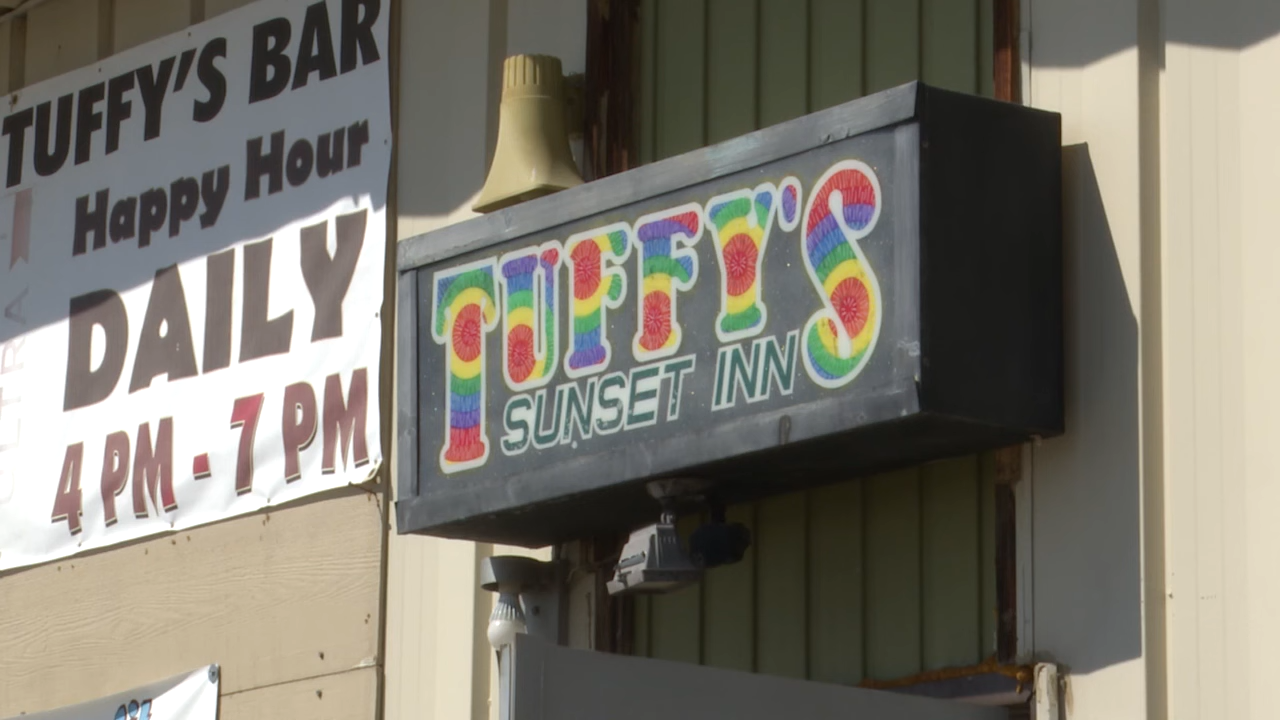 TUFFY'S BAR
Happy Hour
DAILY
4 PM - 7 PM
TUFFY'S
SUNSET INN